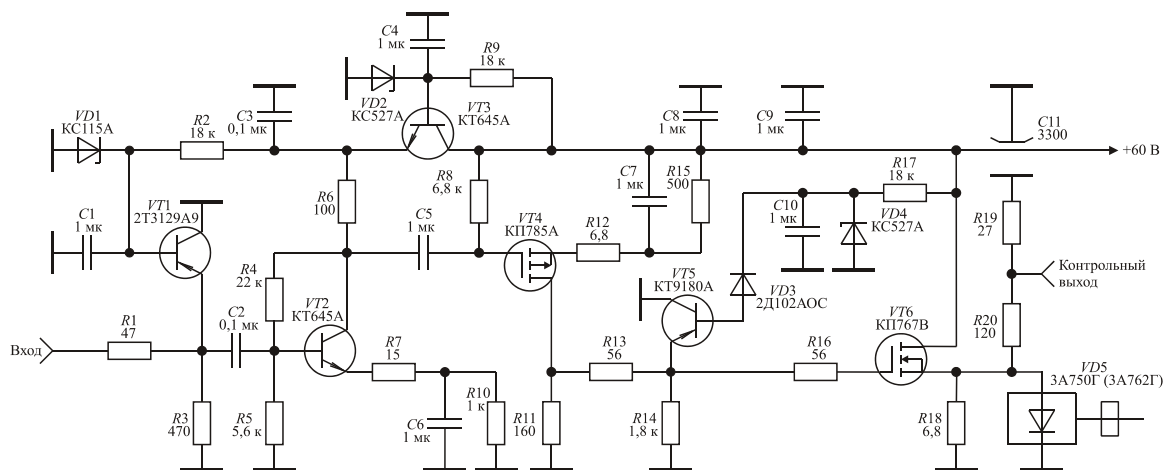 C4
1 мк
R9
18 к
VD1
КС115А
R2
18 к
C3
0,1 мк
VD2
КС527А
VT3
КТ645А
C8
1 мк
C9
1 мк
C11
3300
+60 В
R6
100
R8
6,8 к
C7
1 мк
R15
500
R17
18 к
VT1
2Т3129А9
C1
1 мк
C5
1 мк
VT4
КП785А
R12
6,8
C10
1 мк
VD4
КС527А
R19
27
Контрольный
выход
R4
22 к
VT5
КТ9180А
VD3
2Д102АОС
C2
0,1 мк
VT2
КТ645А
VT6
КП767В
R20
120
Вход
R1
47
R7
15
R13
56
R16
56
VD5
3А750Г (3А762Г)
R3
470
R5
5,6 к
C6
1 мк
R10
1 к
R11
160
R14
1,8 к
R18
6,8